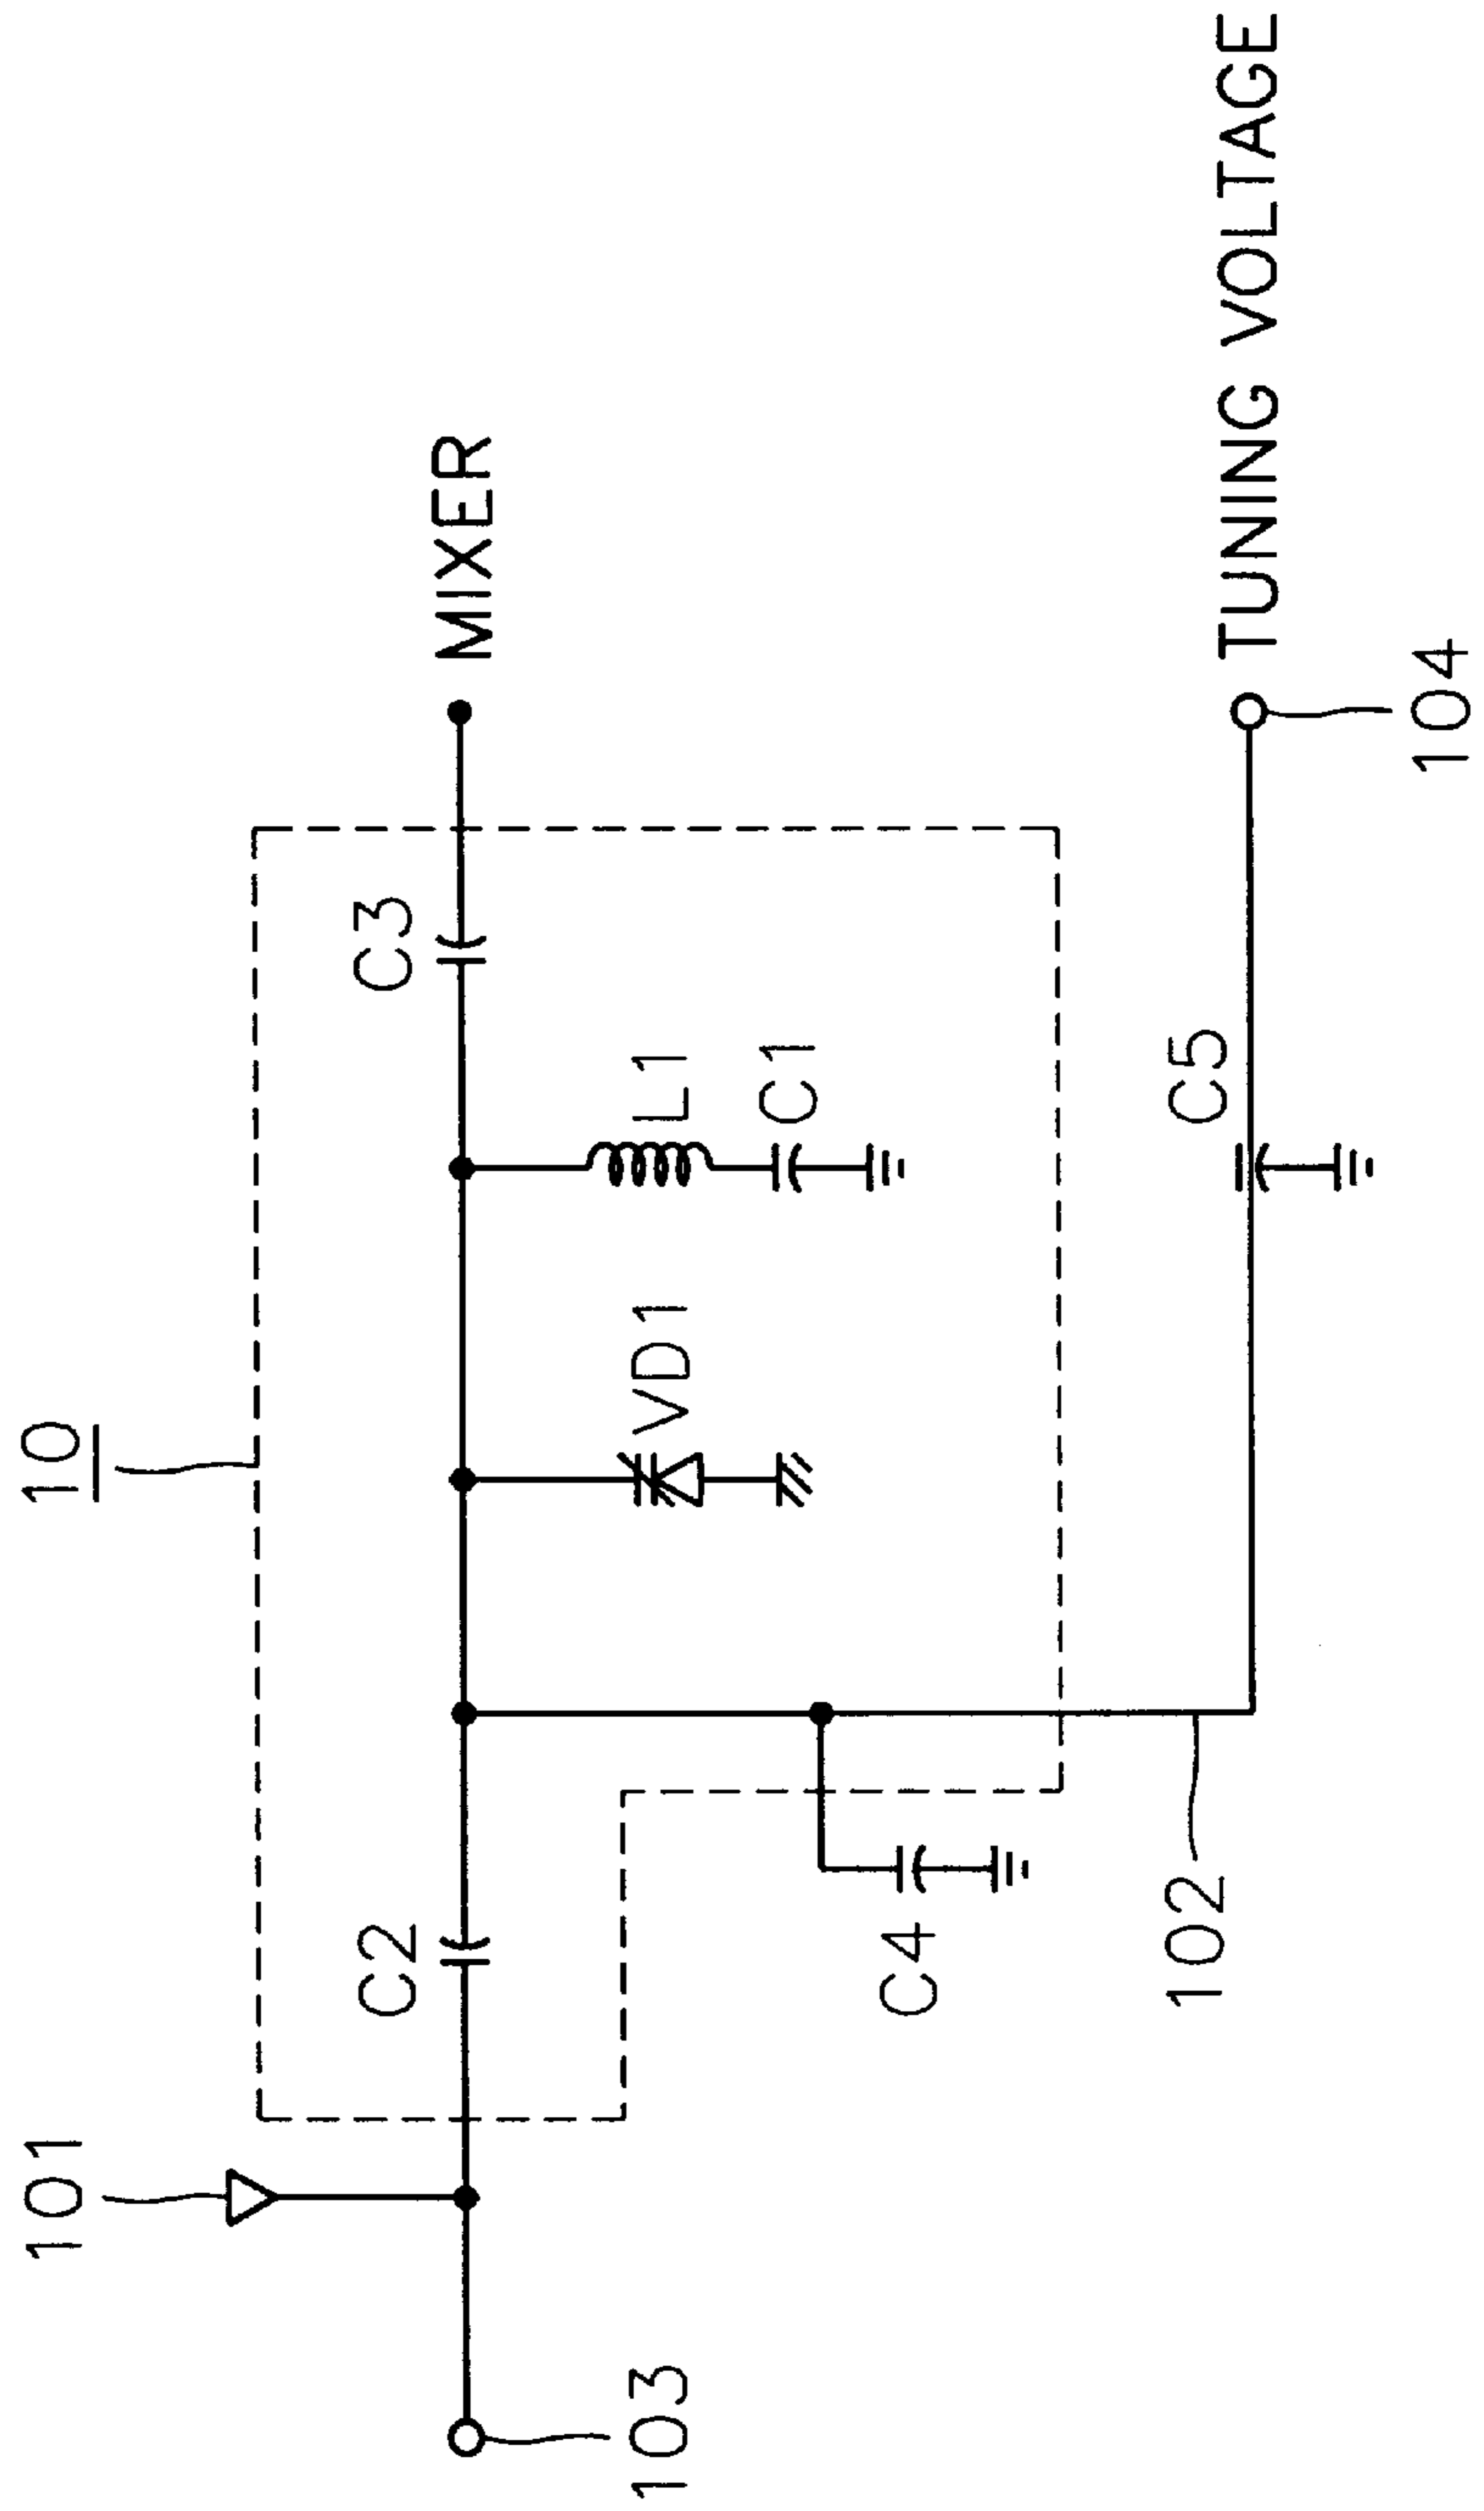 101
10
C2
C3
MIXER
103
VD1
L1
C1
C4
102
C5
TUNING VOLTAGE
104